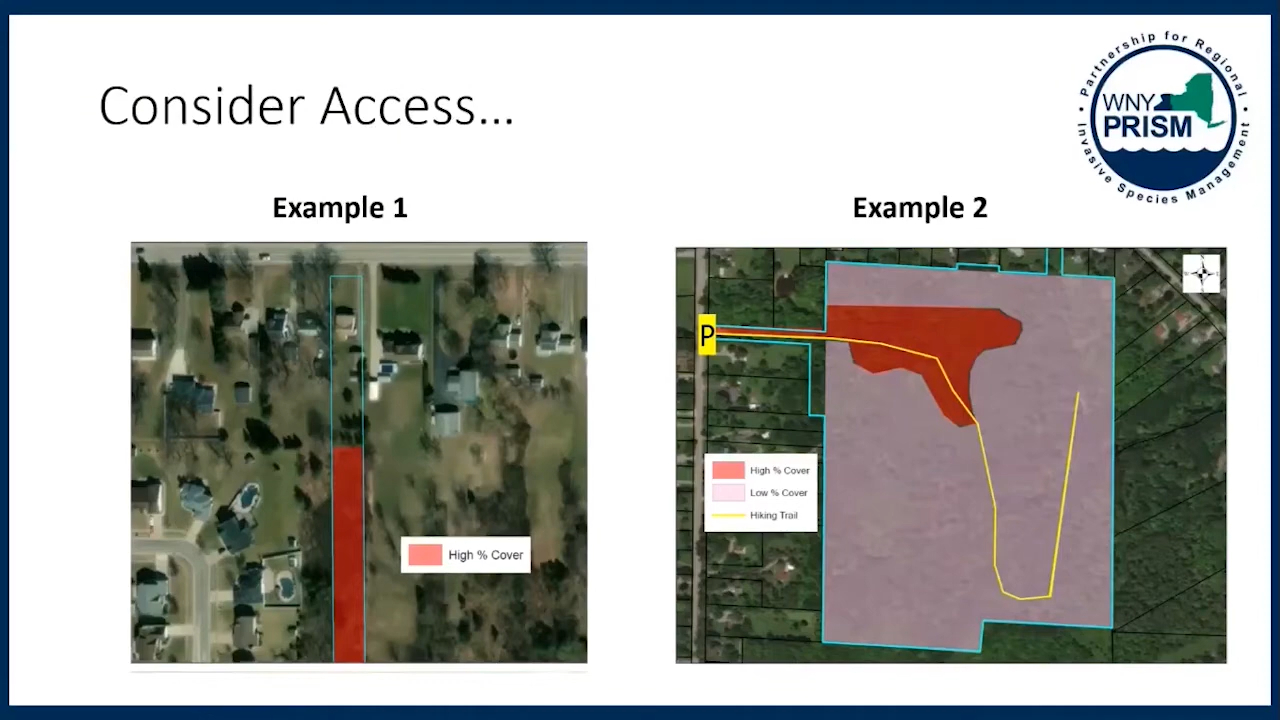 Consider Access...
• Partnership for Regional •
Invasive Species Management
WNY
PRISM
Example 1
Example 2
High % Cover
P
High % Cover
Low % Cover
Hiking Trail